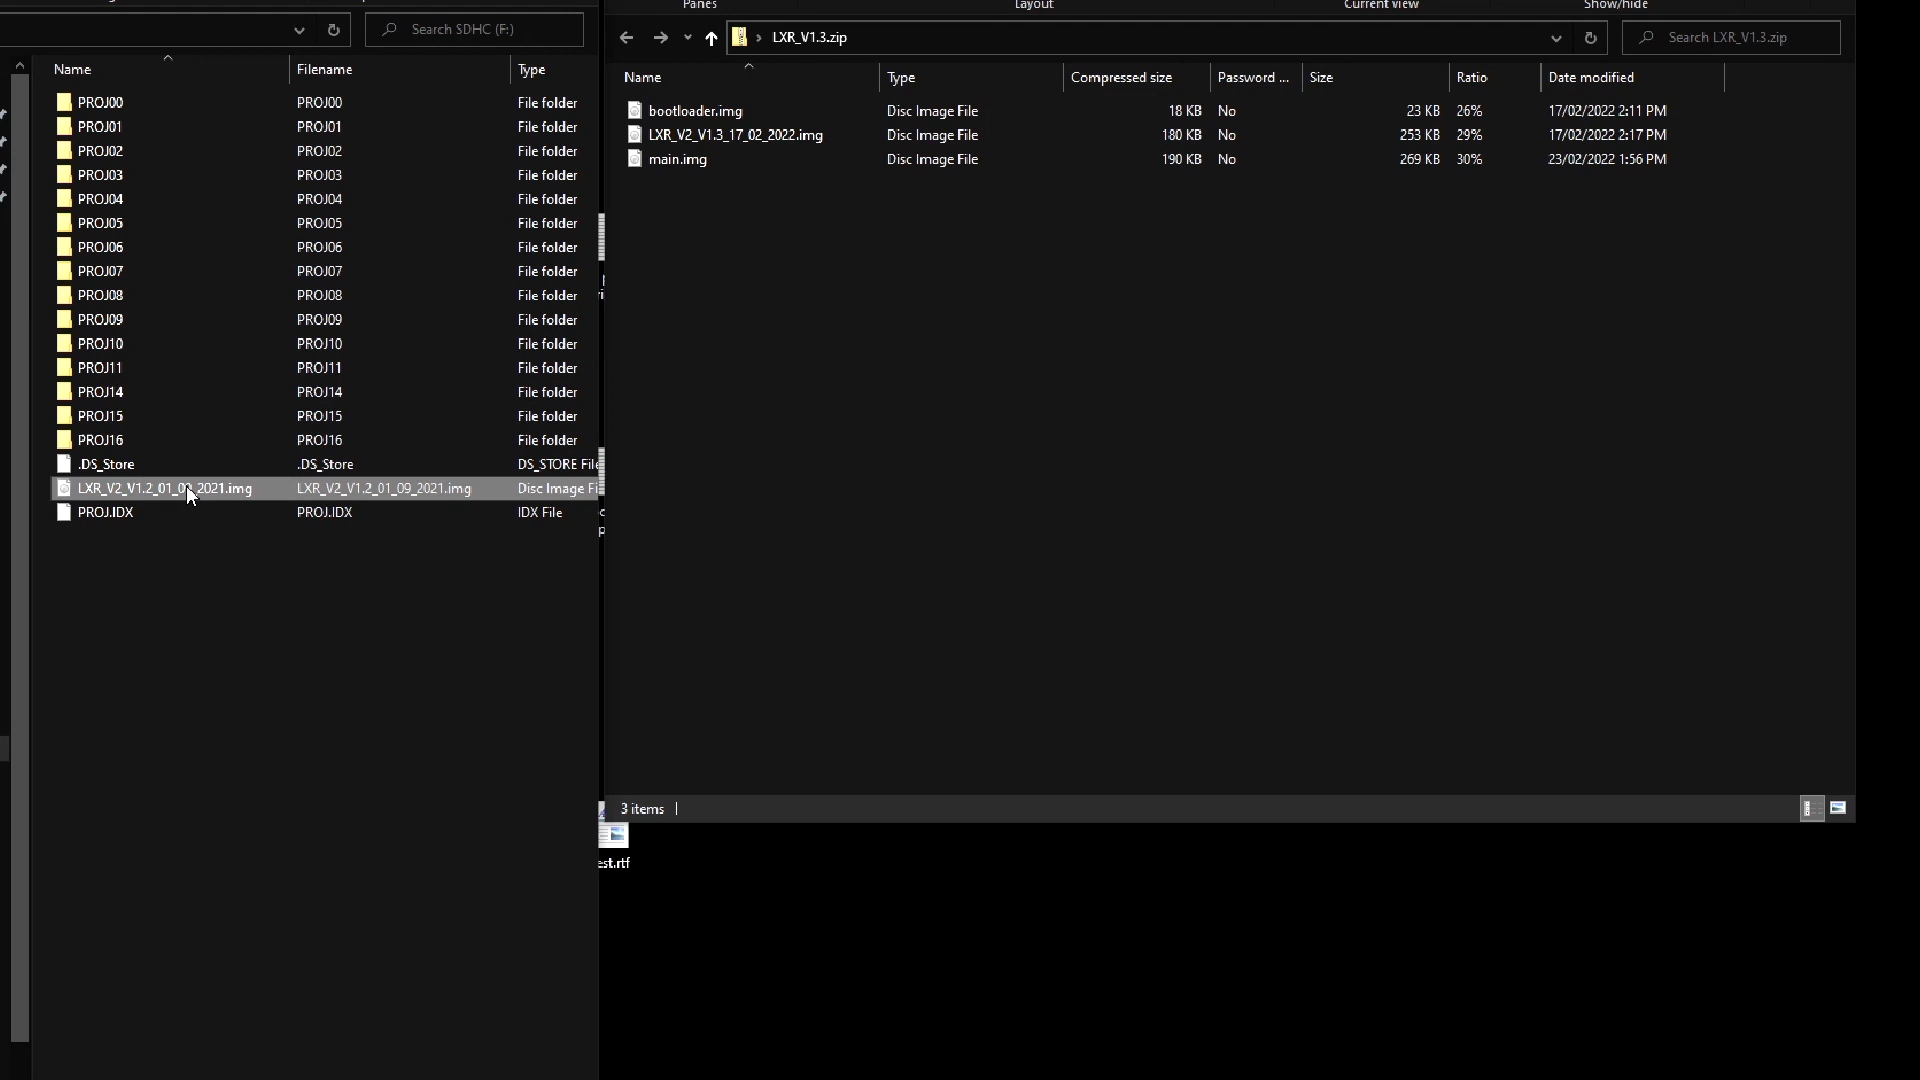 Panes Layout Current view Show/hide
Search SDHC (F:)
LXR_V1.3.zip Search LXR_V1.3.zip
Name Filename Type
PROJ00 PROJ00 File folder
PROJ01 PROJ01 File folder
PROJ02 PROJ02 File folder
PROJ03 PROJ03 File folder
PROJ04 PROJ04 File folder
PROJ05 PROJ05 File folder
PROJ06 PROJ06 File folder
PROJ07 PROJ07 File folder
PROJ08 PROJ08 File folder
PROJ09 PROJ09 File folder
PROJ10 PROJ10 File folder
PROJ11 PROJ11 File folder
PROJ14 PROJ14 File folder
PROJ15 PROJ15 File folder
PROJ16 PROJ16 File folder
.DS_Store .DS_Store DS_STORE File
LXR_V2_V1.2_01_09_2021.img LXR_V2_V1.2_01_09_2021.img Disc Image Fi
PROJ.IDX PROJ.IDX IDX File
Name Type Compressed size Password ... Size Ratio Date modified
bootloader.img Disc Image File 18 KB No 23 KB 26% 17/02/2022 2:11 PM
LXR_V2_V1.3_17_02_2022.img Disc Image File 180 KB No 253 KB 29% 17/02/2022 2:17 PM
main.img Disc Image File 190 KB No 269 KB 30% 23/02/2022 1:56 PM
3 items
est.rtf